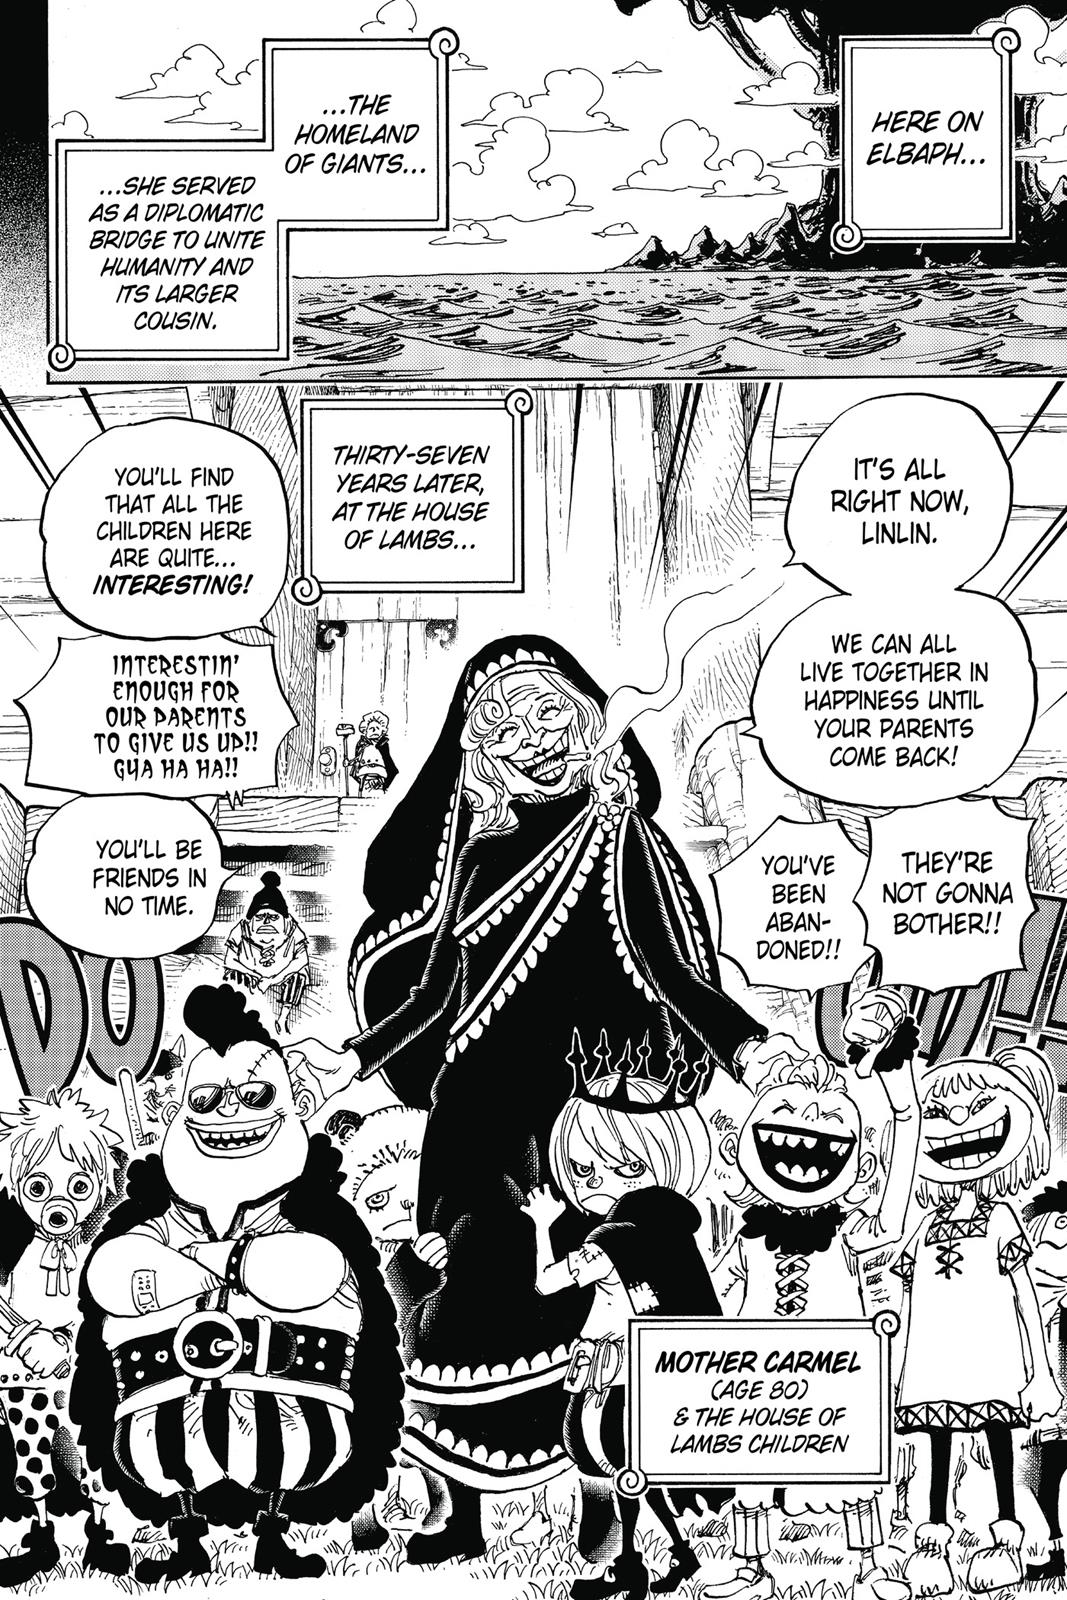 HERE ON
ELBAPH...
...THE
HOMELAND
OF GIANTS...
...SHE SERVED
AS A DIPLOMATIC
BRIDGE TO UNITE
HUMANITY AND
ITS LARGER
COUSIN.
IT'S ALL
RIGHT NOW,
LINLIN.
WE CAN ALL
LIVE TOGETHER IN
HAPPINESS UNTIL
YOUR PARENTS
COME BACK!
THEY'RE
NOT GONNA
BOTHER!!
YOU'VE
BEEN
ABAN-
DONED!!
THIRTY-SEVEN
YEARS LATER,
AT THE HOUSE
OF LAMBS...
YOU'LL FIND
THAT ALL THE
CHILDREN HERE
ARE QUITE...
INTERESTING!
INTERESTIN'
ENOUGH FOR
OUR PARENTS
TO GIVE US UP!!
GYA HA HA!!
YOU'LL BE
FRIENDS IN
NO TIME.
DO
MOTHER CARMEL
(AGE 80)
& THE HOUSE OF
LAMBS CHILDREN